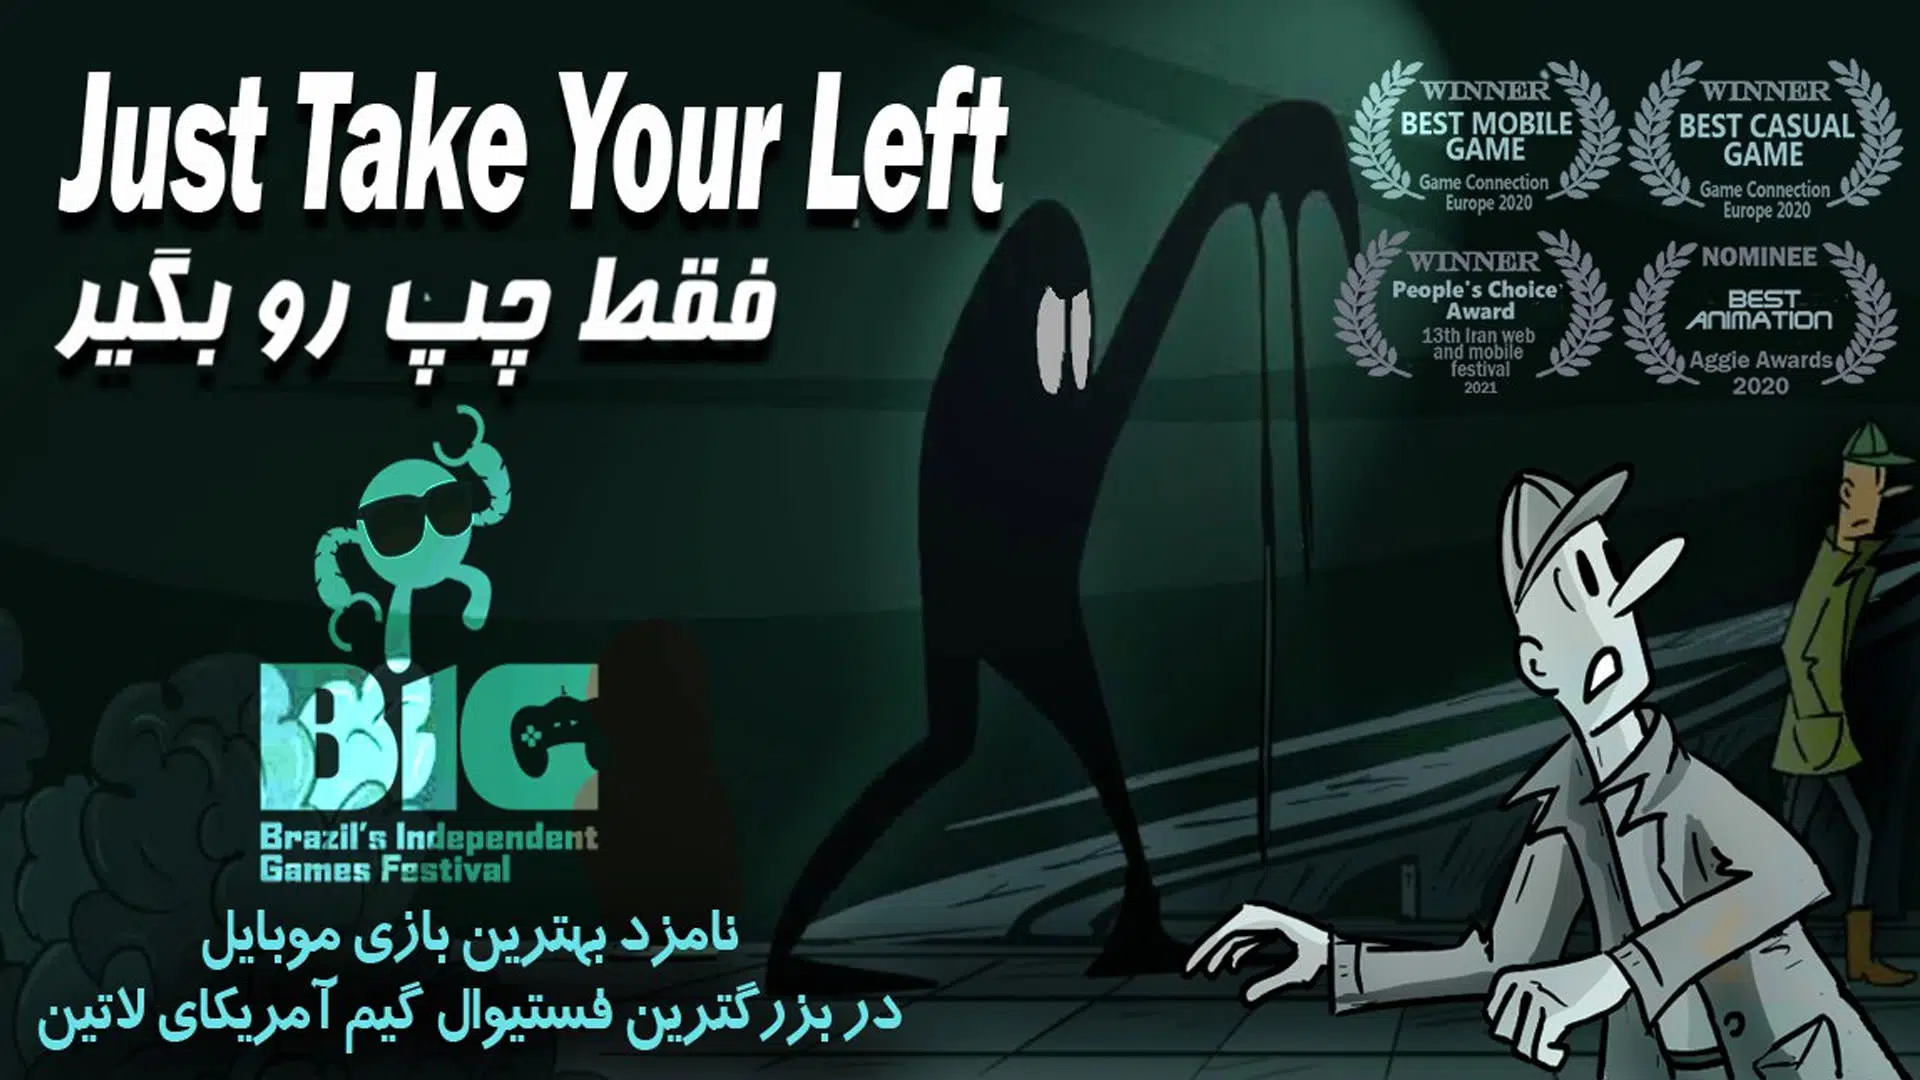 Just Take Your Left
فقط چپ رو بگیر
WINNER
BEST MOBILE
GAME
Game Connection
Europe 2020
WINNER
BEST CASUAL
GAME
Game Connection
Europe 2020
WINNER
People's Choice
Award
13th Iran web
and mobile
festival
2021
NOMINEE
BEST
ANIMATION
Aggie Awards
2020
BiG
Brazil's Independent
Games Festival
نامزد بهترین بازی موبایل
در بزرگترین فستیوال گیم آمریکای لاتین